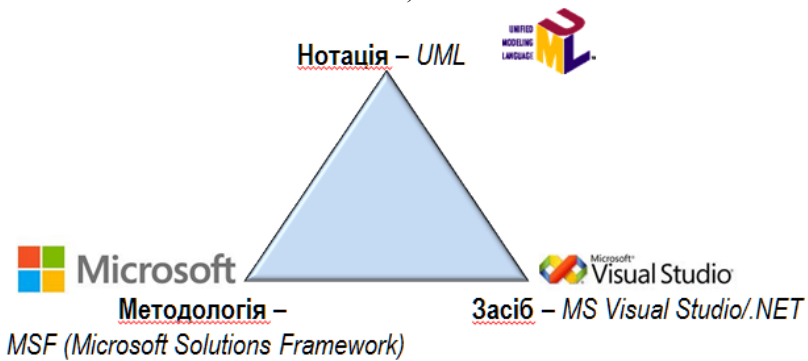 UNIFIED
MODELING
LANGUAGE
UML
Нотація – UML
Microsoft
Microsoft
Visual Studio
Методологія –
Засіб – MS Visual Studio/.NET
MSF (Microsoft Solutions Framework)